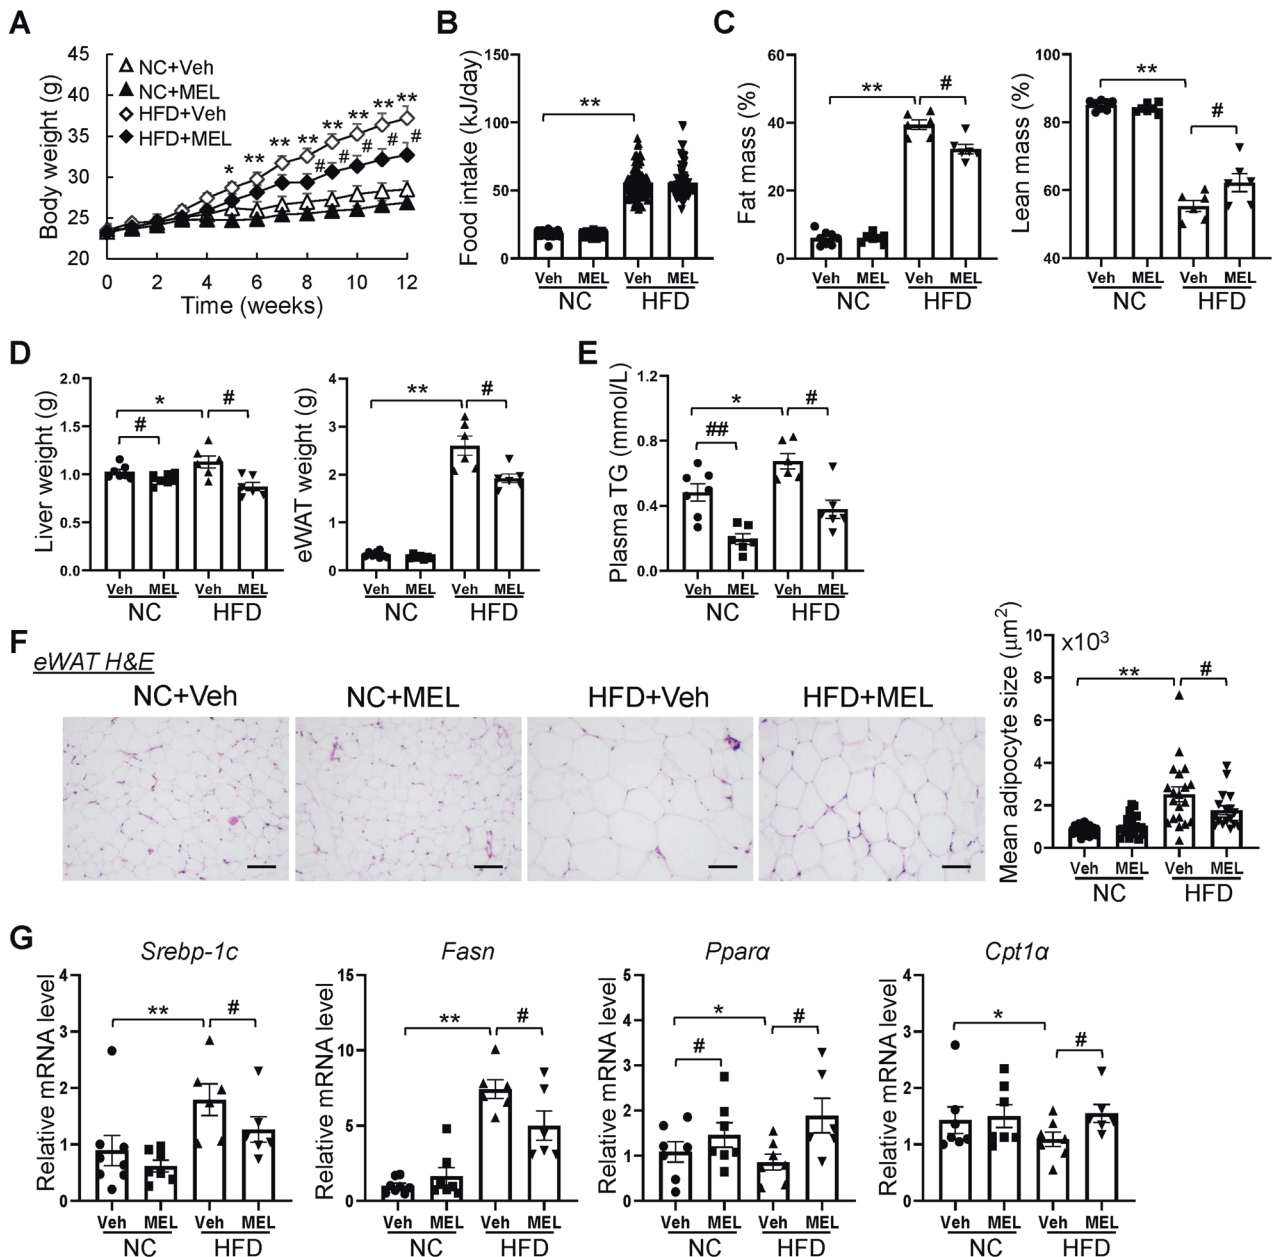 A
Body weight (g)
45
40
35
30
25
20
NC+Veh
NC+MEL
HFD+Veh
HFD+MEL
* ** ** ** ** ** ** **
# # # # #
0 2 4 6 8 10 12
Time (weeks)
B
Food intake (kJ/day)
150
100
50
0
**
Veh MEL Veh MEL
NC HFD
C
Fat mass (%)
60
40
20
0
** #
Veh MEL Veh MEL
NC HFD
Lean mass (%)
100
80
60
40
**
#
Veh MEL Veh MEL
NC HFD
D
Liver weight (g)
2.0
1.5
1.0
0.5
0.0
* #
#
Veh MEL Veh MEL
NC HFD
eWAT weight (g)
4
3
2
1
0
** #
Veh MEL Veh MEL
NC HFD
E
Plasma TG (mmol/L)
1.2
0.8
0.4
0.0
* #
##
Veh MEL Veh MEL
NC HFD
F
eWAT H&E
NC+Veh NC+MEL HFD+Veh HFD+MEL
Mean adipocyte size (μm²)
x10³
10
8
6
4
2
0
** #
Veh MEL Veh MEL
NC HFD
G
Srebp-1c
Relative mRNA level
4
3
2
1
0
** #
Veh MEL Veh MEL
NC HFD
Fasn
Relative mRNA level
15
10
5
0
** #
Veh MEL Veh MEL
NC HFD
Pparα
Relative mRNA level
5
4
3
2
1
0
* #
#
Veh MEL Veh MEL
NC HFD
Cpt1α
Relative mRNA level
4
3
2
1
0
* #
Veh MEL Veh MEL
NC HFD